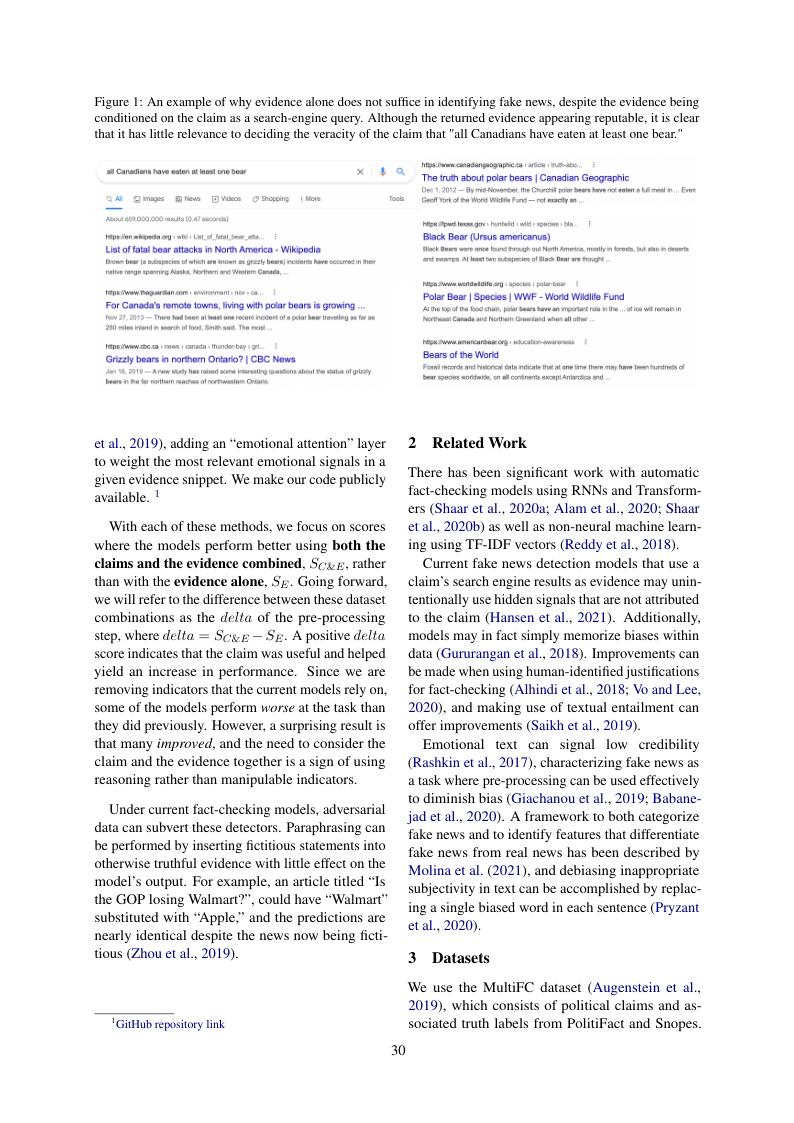 Figure 1: An example of why evidence alone does not suffice in identifying fake news, despite the evidence being
conditioned on the claim as a search-engine query. Although the returned evidence appearing reputable, it is clear
that it has little relevance to deciding the veracity of the claim that "all Canadians have eaten at least one bear."
all Canadians have eaten at least one bear
All Images News Videos Shopping More Tools
About 659,000,000 results (0.47 seconds)
https://en.wikipedia.org › wiki › List_of_fatal_bear_atta...
List of fatal bear attacks in North America - Wikipedia
Brown bear (a subspecies of which are known as grizzly bears) incidents have occurred in their
native range spanning Alaska, Northern and Western Canada, ...
https://www.theguardian.com › environment › nov › ca...
For Canada's remote towns, living with polar bears is growing ...
Nov 27, 2013 — There had been at least one recent incident of a polar bear travelling as far as
250 miles inland in search of food, Smith said. The most ...
https://www.cbc.ca › news › canada › thunder-bay › gri...
Grizzly bears in northern Ontario? | CBC News
Jan 18, 2019 — A new study has raised some interesting questions about the status of grizzly
bears in the far northern reaches of northwestern Ontario.
https://www.canadiangeographic.ca › article › truth-abo...
The truth about polar bears | Canadian Geographic
Dec 1, 2012 — By mid-November, the Churchill polar bears have not eaten a full meal in ... Even
Geoff York of the World Wildlife Fund — not exactly an ...
https://tpwd.texas.gov › huntwild › wild › species › bla...
Black Bear (Ursus americanus)
Black Bears were once found through out North America, mostly in forests, but also in deserts
and swamps. At least two subspecies of Black Bear are thought ...
https://www.worldwildlife.org › species › polar-bear
Polar Bear | Species | WWF - World Wildlife Fund
At the top of the food chain, polar bears have an important role in the ... of ice will remain in
Northeast Canada and Northern Greenland when all other ...
https://www.americanbear.org › education-awareness
Bears of the World
Fossil records and historical data indicate that at one time there may have been hundreds of
bear species worldwide, on all continents except Antarctica and ...
et al., 2019), adding an “emotional attention” layer
to weight the most relevant emotional signals in a
given evidence snippet. We make our code publicly
available. 1
With each of these methods, we focus on scores
where the models perform better using both the
claims and the evidence combined, S_C&E, rather
than with the evidence alone, S_E. Going forward,
we will refer to the difference between these dataset
combinations as the delta of the pre-processing
step, where delta = S_C&E − S_E. A positive delta
score indicates that the claim was useful and helped
yield an increase in performance. Since we are
removing indicators that the current models rely on,
some of the models perform worse at the task than
they did previously. However, a surprising result is
that many improved, and the need to consider the
claim and the evidence together is a sign of using
reasoning rather than manipulable indicators.
Under current fact-checking models, adversarial
data can subvert these detectors. Paraphrasing can
be performed by inserting fictitious statements into
otherwise truthful evidence with little effect on the
model’s output. For example, an article titled “Is
the GOP losing Walmart?”, could have “Walmart”
substituted with “Apple,” and the predictions are
nearly identical despite the news now being ficti-
tious (Zhou et al., 2019).
1GitHub repository link
2 Related Work
There has been significant work with automatic
fact-checking models using RNNs and Transform-
ers (Shaar et al., 2020a; Alam et al., 2020; Shaar
et al., 2020b) as well as non-neural machine learn-
ing using TF-IDF vectors (Reddy et al., 2018).
Current fake news detection models that use a
claim’s search engine results as evidence may unin-
tentionally use hidden signals that are not attributed
to the claim (Hansen et al., 2021). Additionally,
models may in fact simply memorize biases within
data (Gururangan et al., 2018). Improvements can
be made when using human-identified justifications
for fact-checking (Alhindi et al., 2018; Vo and Lee,
2020), and making use of textual entailment can
offer improvements (Saikh et al., 2019).
Emotional text can signal low credibility
(Rashkin et al., 2017), characterizing fake news as
a task where pre-processing can be used effectively
to diminish bias (Giachanou et al., 2019; Babane-
jad et al., 2020). A framework to both categorize
fake news and to identify features that differentiate
fake news from real news has been described by
Molina et al. (2021), and debiasing inappropriate
subjectivity in text can be accomplished by replac-
ing a single biased word in each sentence (Pryzant
et al., 2020).
3 Datasets
We use the MultiFC dataset (Augenstein et al.,
2019), which consists of political claims and as-
sociated truth labels from PolitiFact and Snopes.
30